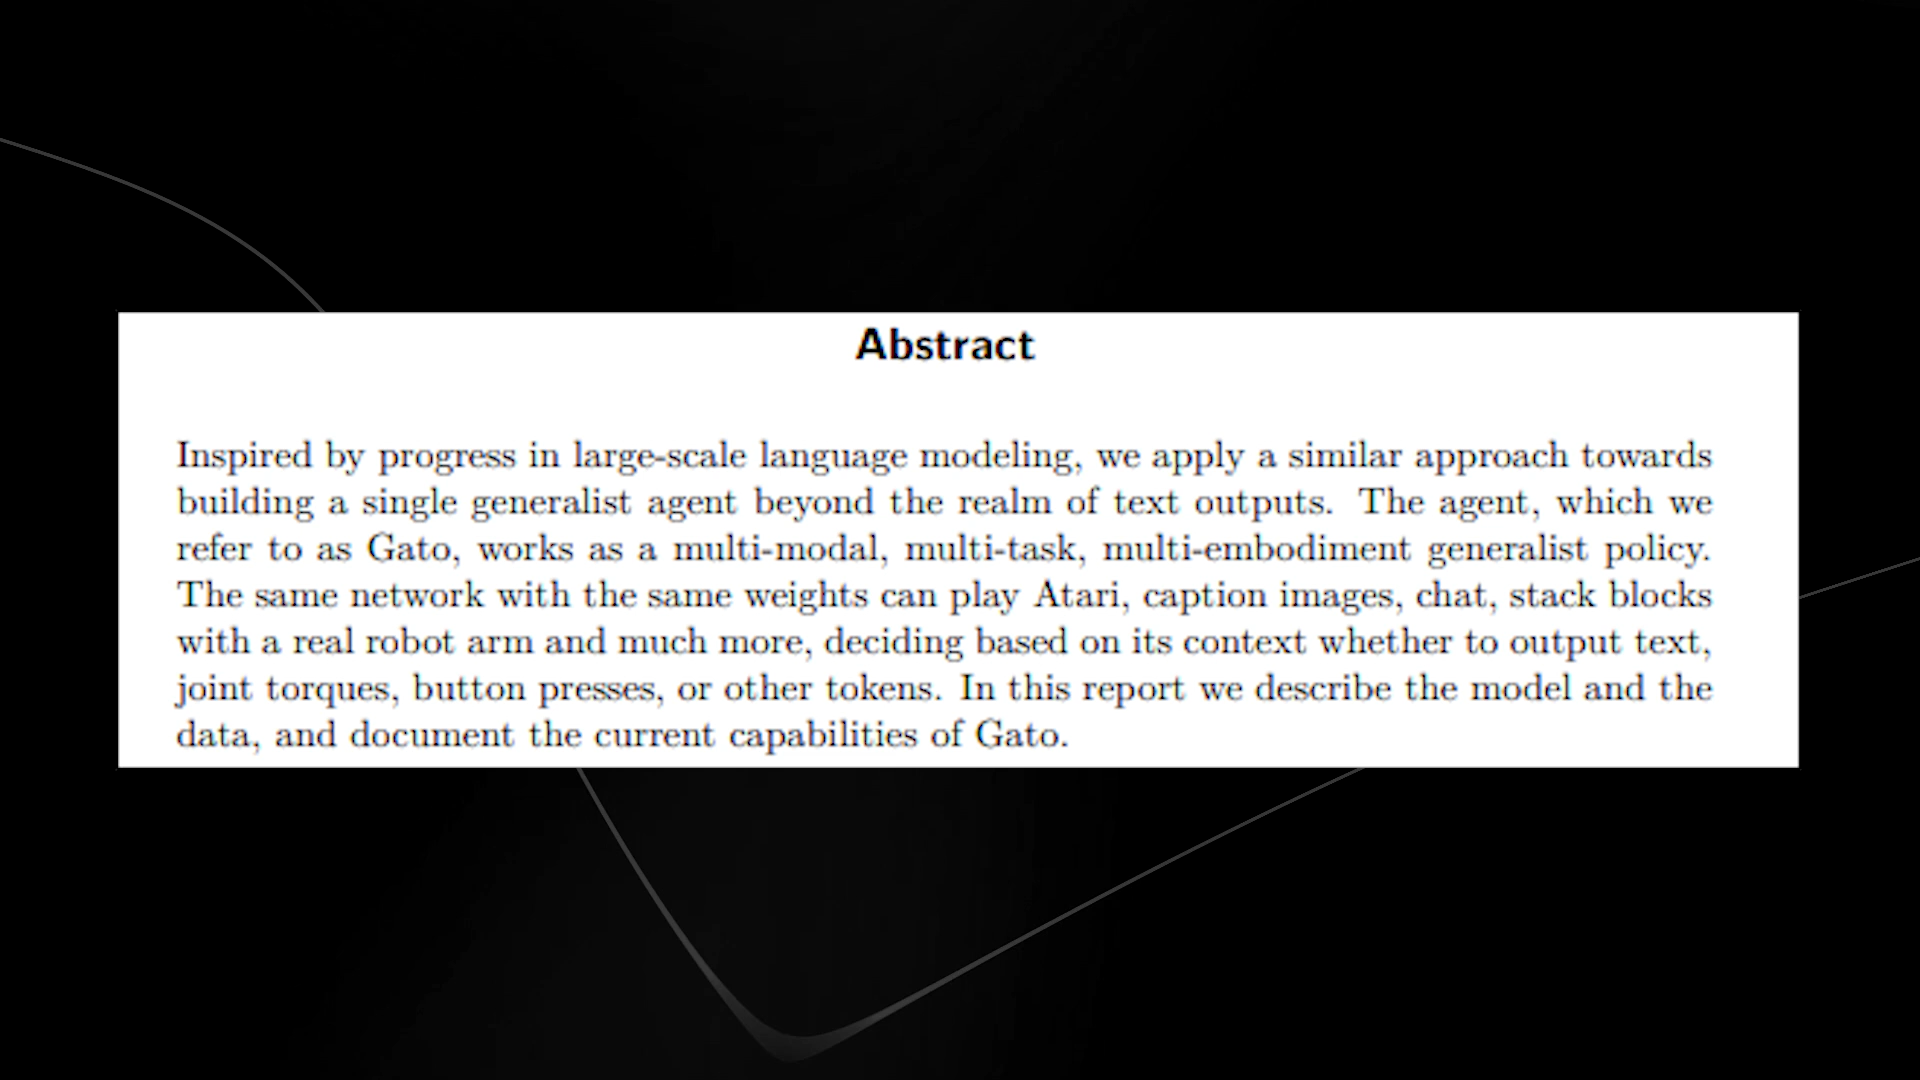 Abstract
Inspired by progress in large-scale language modeling, we apply a similar approach towards
building a single generalist agent beyond the realm of text outputs. The agent, which we
refer to as Gato, works as a multi-modal, multi-task, multi-embodiment generalist policy.
The same network with the same weights can play Atari, caption images, chat, stack blocks
with a real robot arm and much more, deciding based on its context whether to output text,
joint torques, button presses, or other tokens. In this report we describe the model and the
data, and document the current capabilities of Gato.